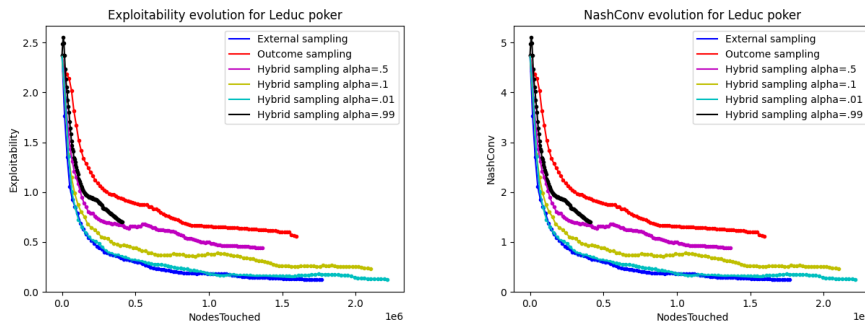 Exploitability evolution for Leduc poker
2.5
2.0
1.5
1.0
0.5
0.0
Exploitability
External sampling
Outcome sampling
Hybrid sampling alpha=.5
Hybrid sampling alpha=.1
Hybrid sampling alpha=.01
Hybrid sampling alpha=.99
0.0
0.5
1.0
1.5
2.0
1e6
NodesTouched
NashConv evolution for Leduc poker
5
4
3
2
1
0
NashConv
External sampling
Outcome sampling
Hybrid sampling alpha=.5
Hybrid sampling alpha=.1
Hybrid sampling alpha=.01
Hybrid sampling alpha=.99
0.0
0.5
1.0
1.5
2.0
1e6
NodesTouched